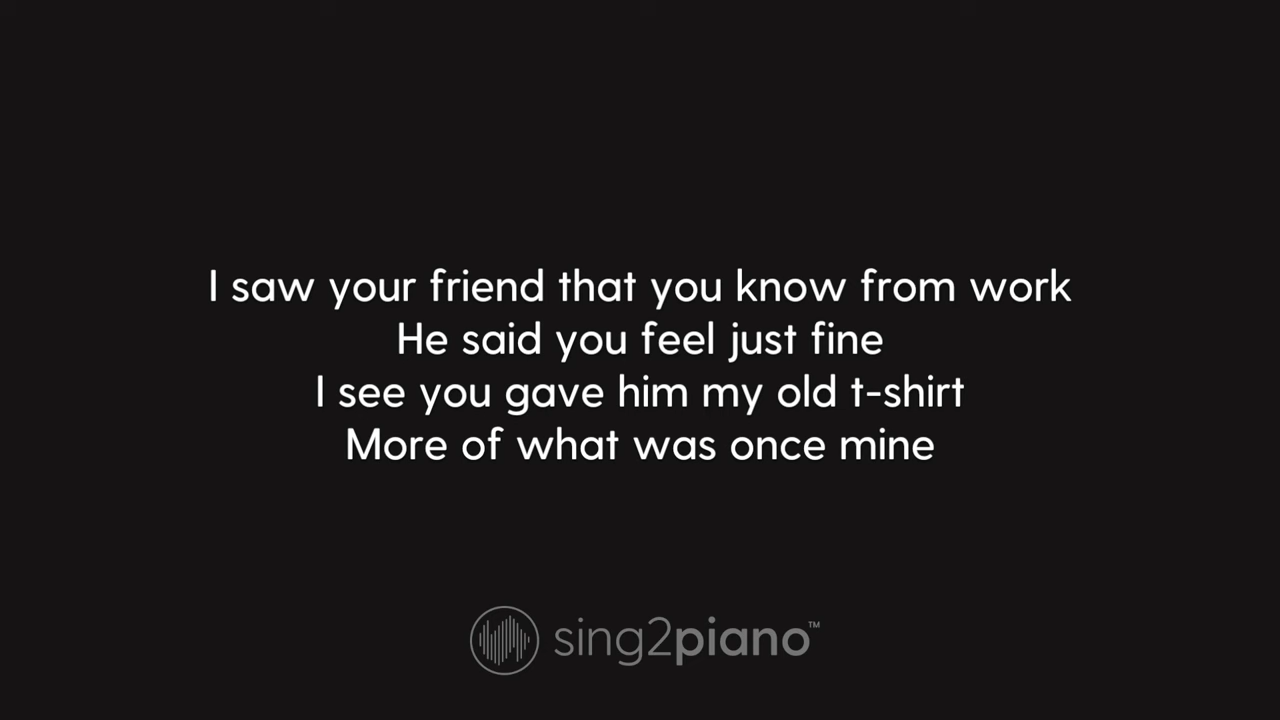 I saw your friend that you know from work
He said you feel just fine
I see you gave him my old t-shirt
More of what was once mine
sing2piano™